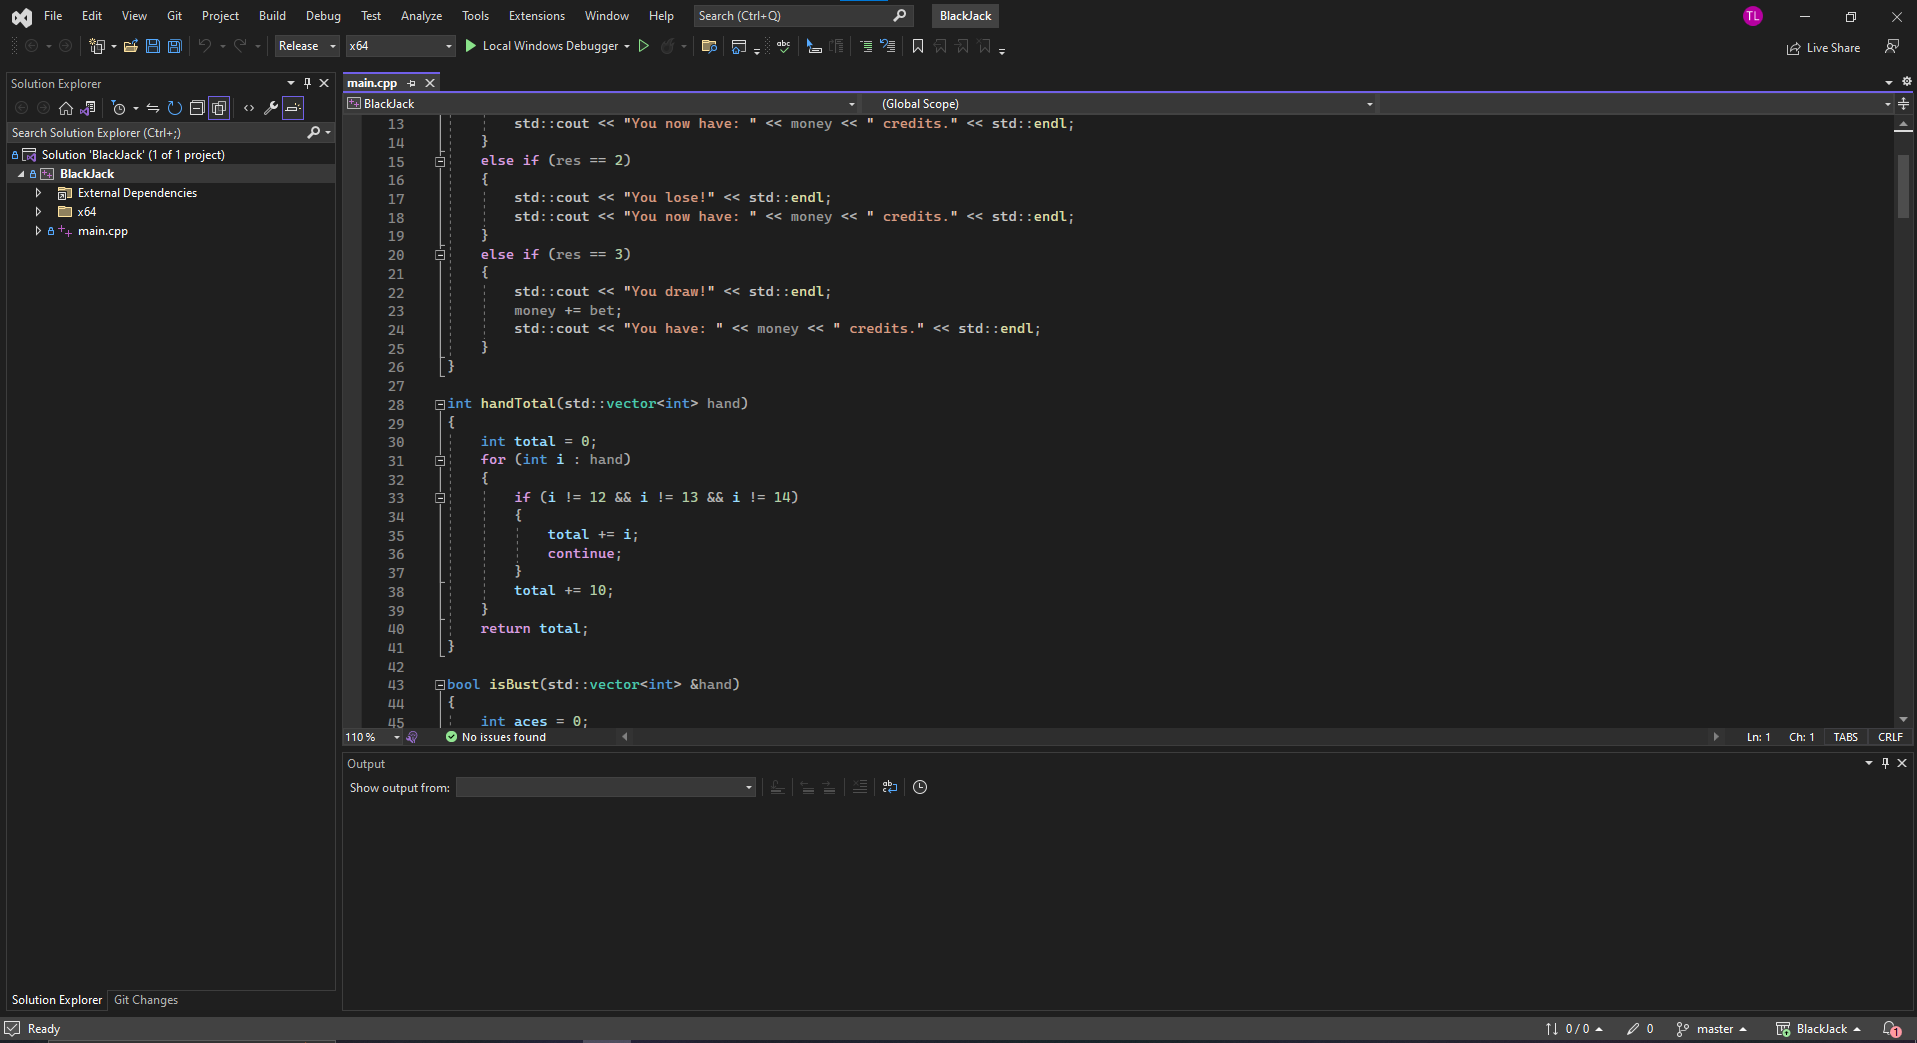 File Edit View Git Project Build Debug Test Analyze Tools Extensions Window Help Search (Ctrl+Q) BlackJack TL
Release x64 Local Windows Debugger Live Share
Solution Explorer
Search Solution Explorer (Ctrl+;)
Solution 'BlackJack' (1 of 1 project)
BlackJack
External Dependencies
x64
main.cpp
main.cpp
BlackJack (Global Scope)
13 std::cout << "You now have: " << money << " credits." << std::endl;
14 }
15 else if (res == 2)
16 {
17 std::cout << "You lose!" << std::endl;
18 std::cout << "You now have: " << money << " credits." << std::endl;
19 }
20 else if (res == 3)
21 {
22 std::cout << "You draw!" << std::endl;
23 money += bet;
24 std::cout << "You have: " << money << " credits." << std::endl;
25 }
26 }
27
28 int handTotal(std::vector<int> hand)
29 {
30 int total = 0;
31 for (int i : hand)
32 {
33 if (i != 12 && i != 13 && i != 14)
34 {
35 total += i;
36 continue;
37 }
38 total += 10;
39 }
40 return total;
41 }
42
43 bool isBust(std::vector<int> &hand)
44 {
45 int aces = 0;
110 % No issues found Ln: 1 Ch: 1 TABS CRLF
Output
Show output from:
Solution Explorer Git Changes
Ready 0 / 0 0 master BlackJack 1